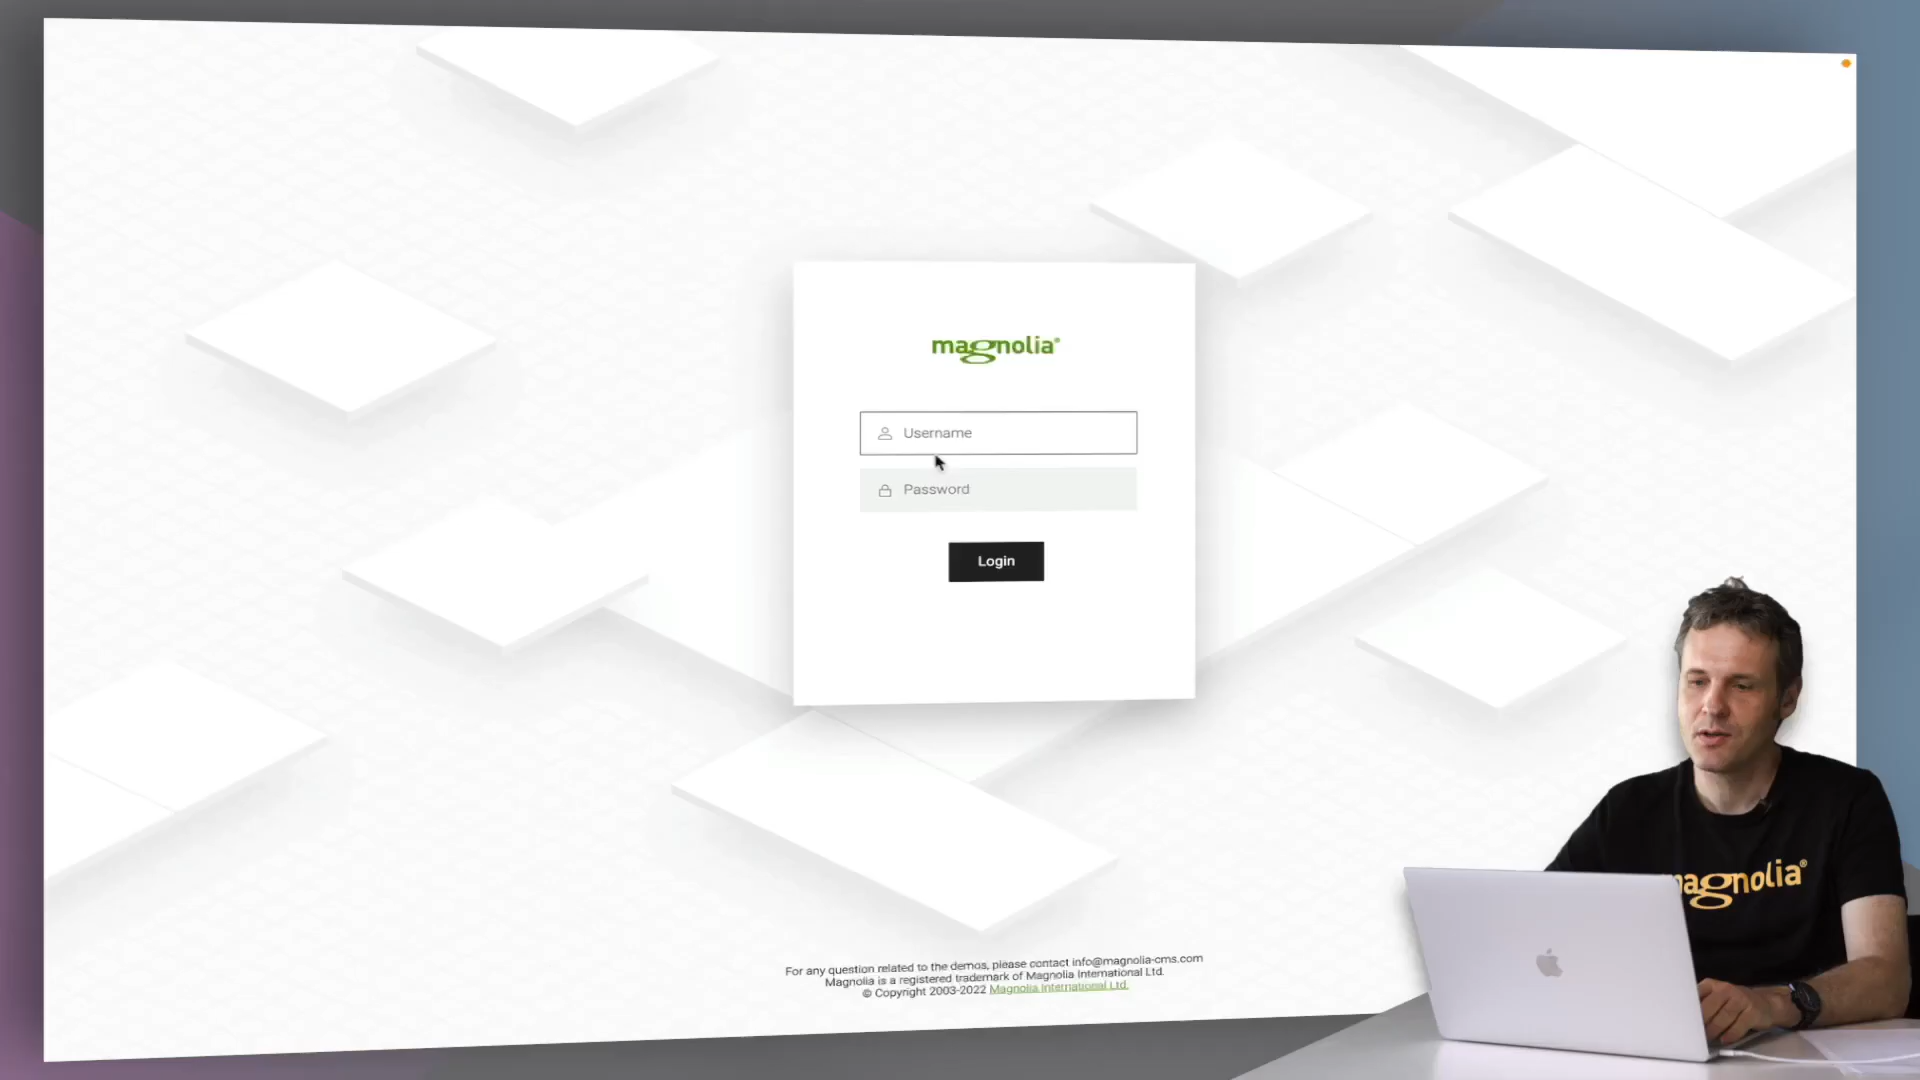 magnolia®
Username
Password
Login
For any question related to the demos, please contact info@magnolia-cms.com
Magnolia is a registered trademark of Magnolia International Ltd.
© Copyright 2003-2022 Magnolia International Ltd.
magnolia®